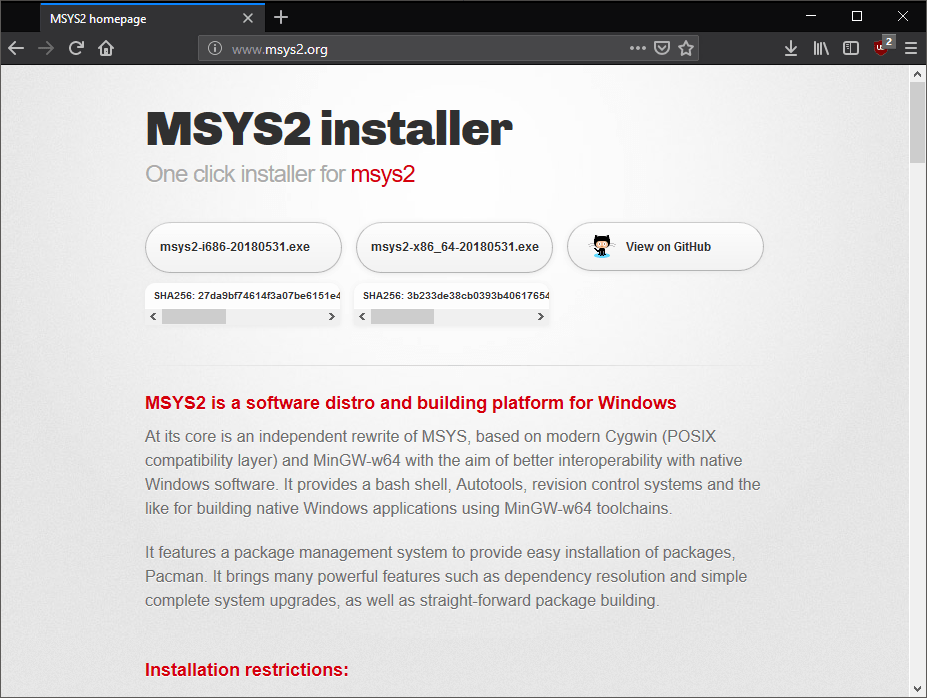 MSYS2 homepage
www.msys2.org
2
MSYS2 installer
One click installer for msys2
msys2-i686-20180531.exe
msys2-x86_64-20180531.exe
View on GitHub
SHA256: 27da9bf74614f3a07be6151e4
SHA256: 3b233de38cb0393b40617654
MSYS2 is a software distro and building platform for Windows
At its core is an independent rewrite of MSYS, based on modern Cygwin (POSIX
compatibility layer) and MinGW-w64 with the aim of better interoperability with native
Windows software. It provides a bash shell, Autotools, revision control systems and the
like for building native Windows applications using MinGW-w64 toolchains.
It features a package management system to provide easy installation of packages,
Pacman. It brings many powerful features such as dependency resolution and simple
complete system upgrades, as well as straight-forward package building.
Installation restrictions: